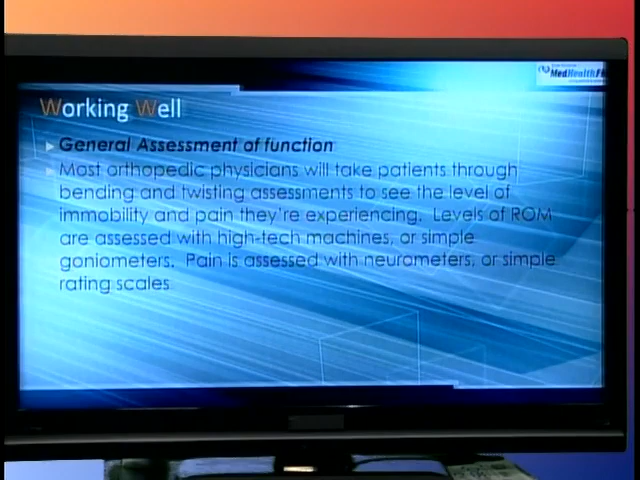 MedHealthFit
Working Well
General Assessment of function
Most orthopedic physicians will take patients through
bending and twisting assessments to see the level of
immobility and pain they're experiencing. Levels of ROM
are assessed with high-tech machines, or simple
goniometers. Pain is assessed with neurometers, or simple
rating scales